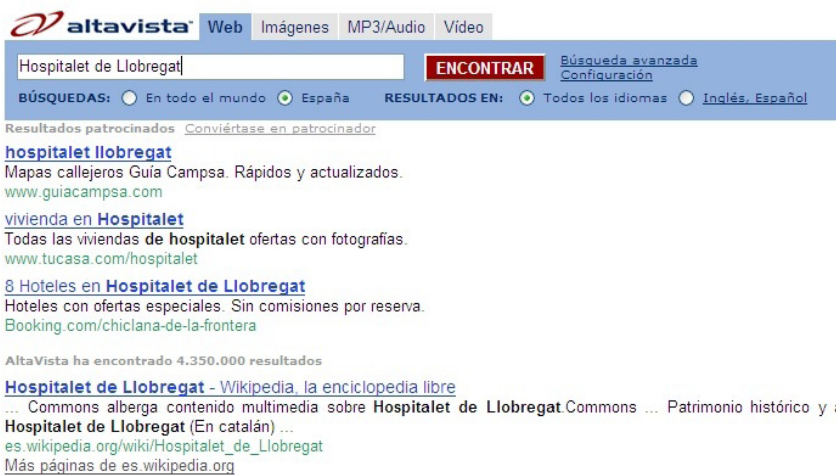 altavista Web Imágenes MP3/Audio Vídeo
Hospitalet de Llobregat ENCONTRAR Búsqueda avanzada
Configuración
BÚSQUEDAS: En todo el mundo España RESULTADOS EN: Todos los idiomas Inglés, Español
Resultados patrocinados Conviértase en patrocinador
hospitalet llobregat
Mapas callejeros Guía Campsa. Rápidos y actualizados.
www.guiacampsa.com
vivienda en Hospitalet
Todas las viviendas de hospitalet ofertas con fotografías.
www.tucasa.com/hospitalet
8 Hoteles en Hospitalet de Llobregat
Hoteles con ofertas especiales. Sin comisiones por reserva.
Booking.com/chiclana-de-la-frontera
AltaVista ha encontrado 4.350.000 resultados
Hospitalet de Llobregat - Wikipedia, la enciclopedia libre
... Commons alberga contenido multimedia sobre Hospitalet de Llobregat.Commons ... Patrimonio histórico y
Hospitalet de Llobregat (En catalán) ...
es.wikipedia.org/wiki/Hospitalet_de_Llobregat
Más páginas de es.wikipedia.org